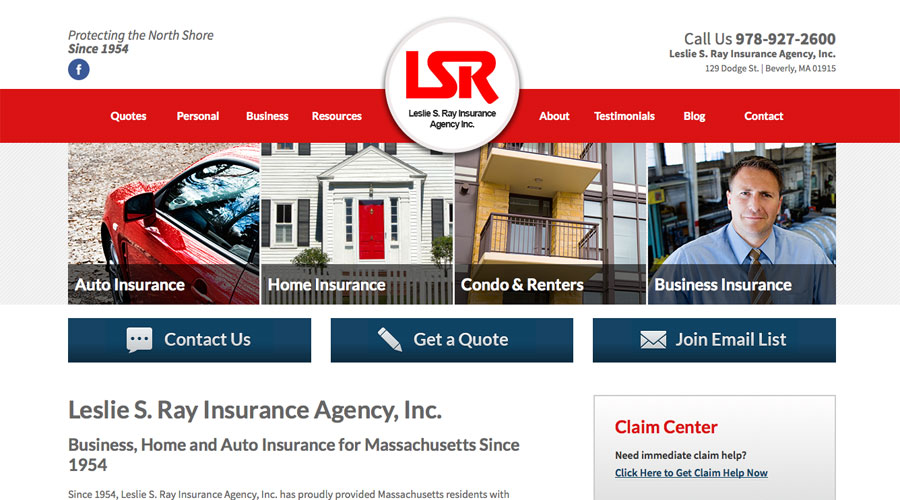 Protecting the North Shore
Since 1954
f
Call Us 978-927-2600
Leslie S. Ray Insurance Agency, Inc.
129 Dodge St. | Beverly, MA 01915
LSR
Leslie S. Ray Insurance
Agency Inc.
Quotes Personal Business Resources About Testimonials Blog Contact
Auto Insurance Home Insurance Condo & Renters Business Insurance
Contact Us Get a Quote Join Email List
Leslie S. Ray Insurance Agency, Inc.
Business, Home and Auto Insurance for Massachusetts Since
1954
Since 1954, Leslie S. Ray Insurance Agency, Inc. has proudly provided Massachusetts residents with
Claim Center
Need immediate claim help?
Click Here to Get Claim Help Now